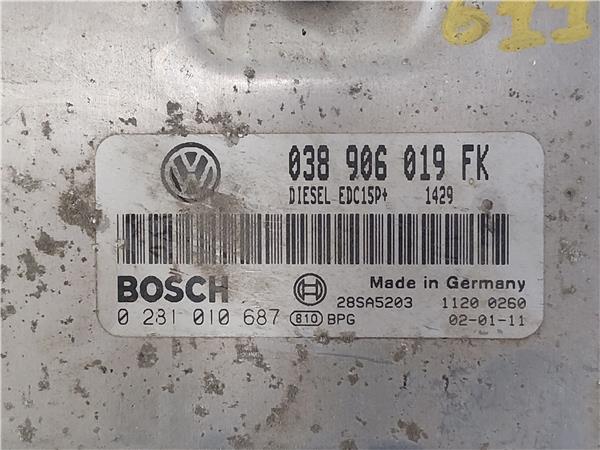 611
038 906 019 FK
DIESEL EDC15P+ 1429
BOSCH
Made in Germany
28SA5203 1120 0260
0 281 010 687 810 BPG 02-01-11